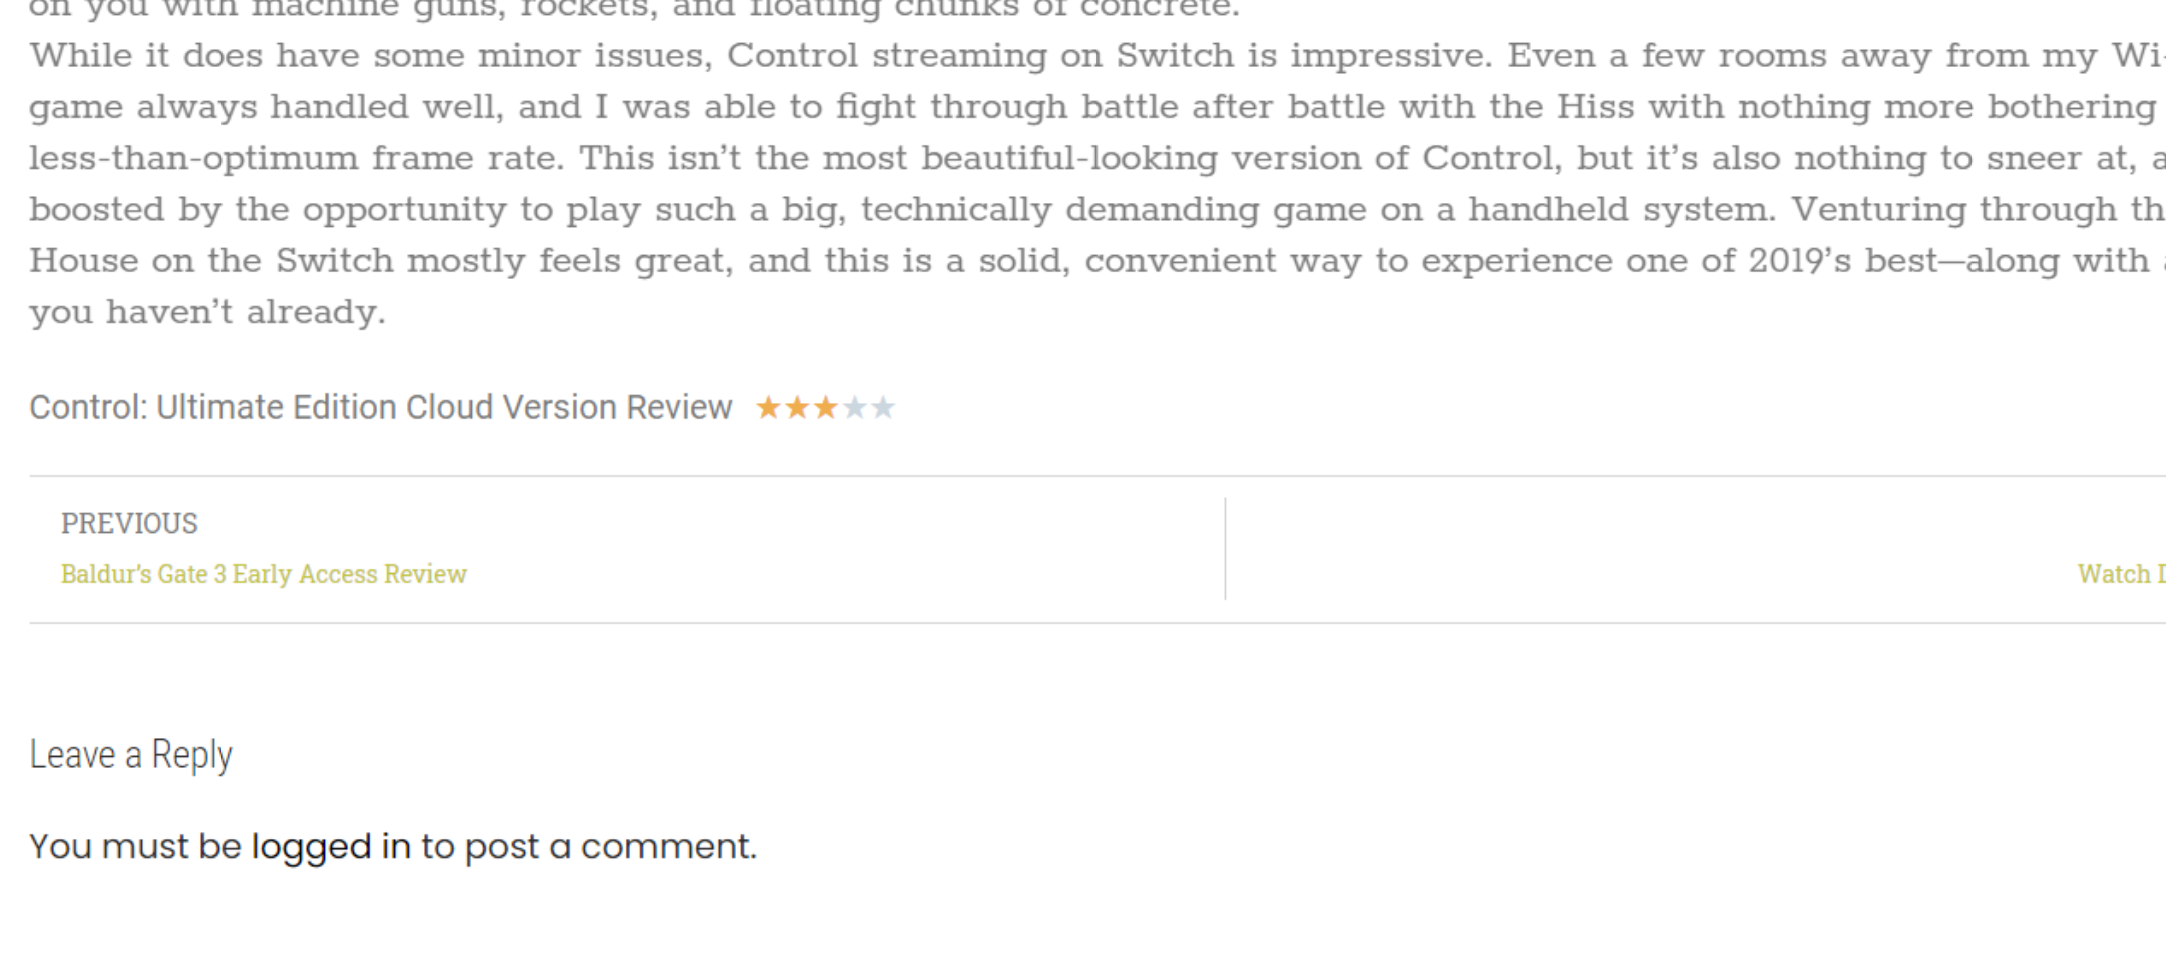 on you with machine guns, rockets, and floating chunks of concrete.
While it does have some minor issues, Control streaming on Switch is impressive. Even a few rooms away from my Wi-
game always handled well, and I was able to fight through battle after battle with the Hiss with nothing more bothering
less-than-optimum frame rate. This isn’t the most beautiful-looking version of Control, but it’s also nothing to sneer at,
boosted by the opportunity to play such a big, technically demanding game on a handheld system. Venturing through
House on the Switch mostly feels great, and this is a solid, convenient way to experience one of 2019’s best—along with
you haven’t already.
Control: Ultimate Edition Cloud Version Review
PREVIOUS
Baldur’s Gate 3 Early Access Review
Watch
Leave a Reply
You must be logged in to post a comment.